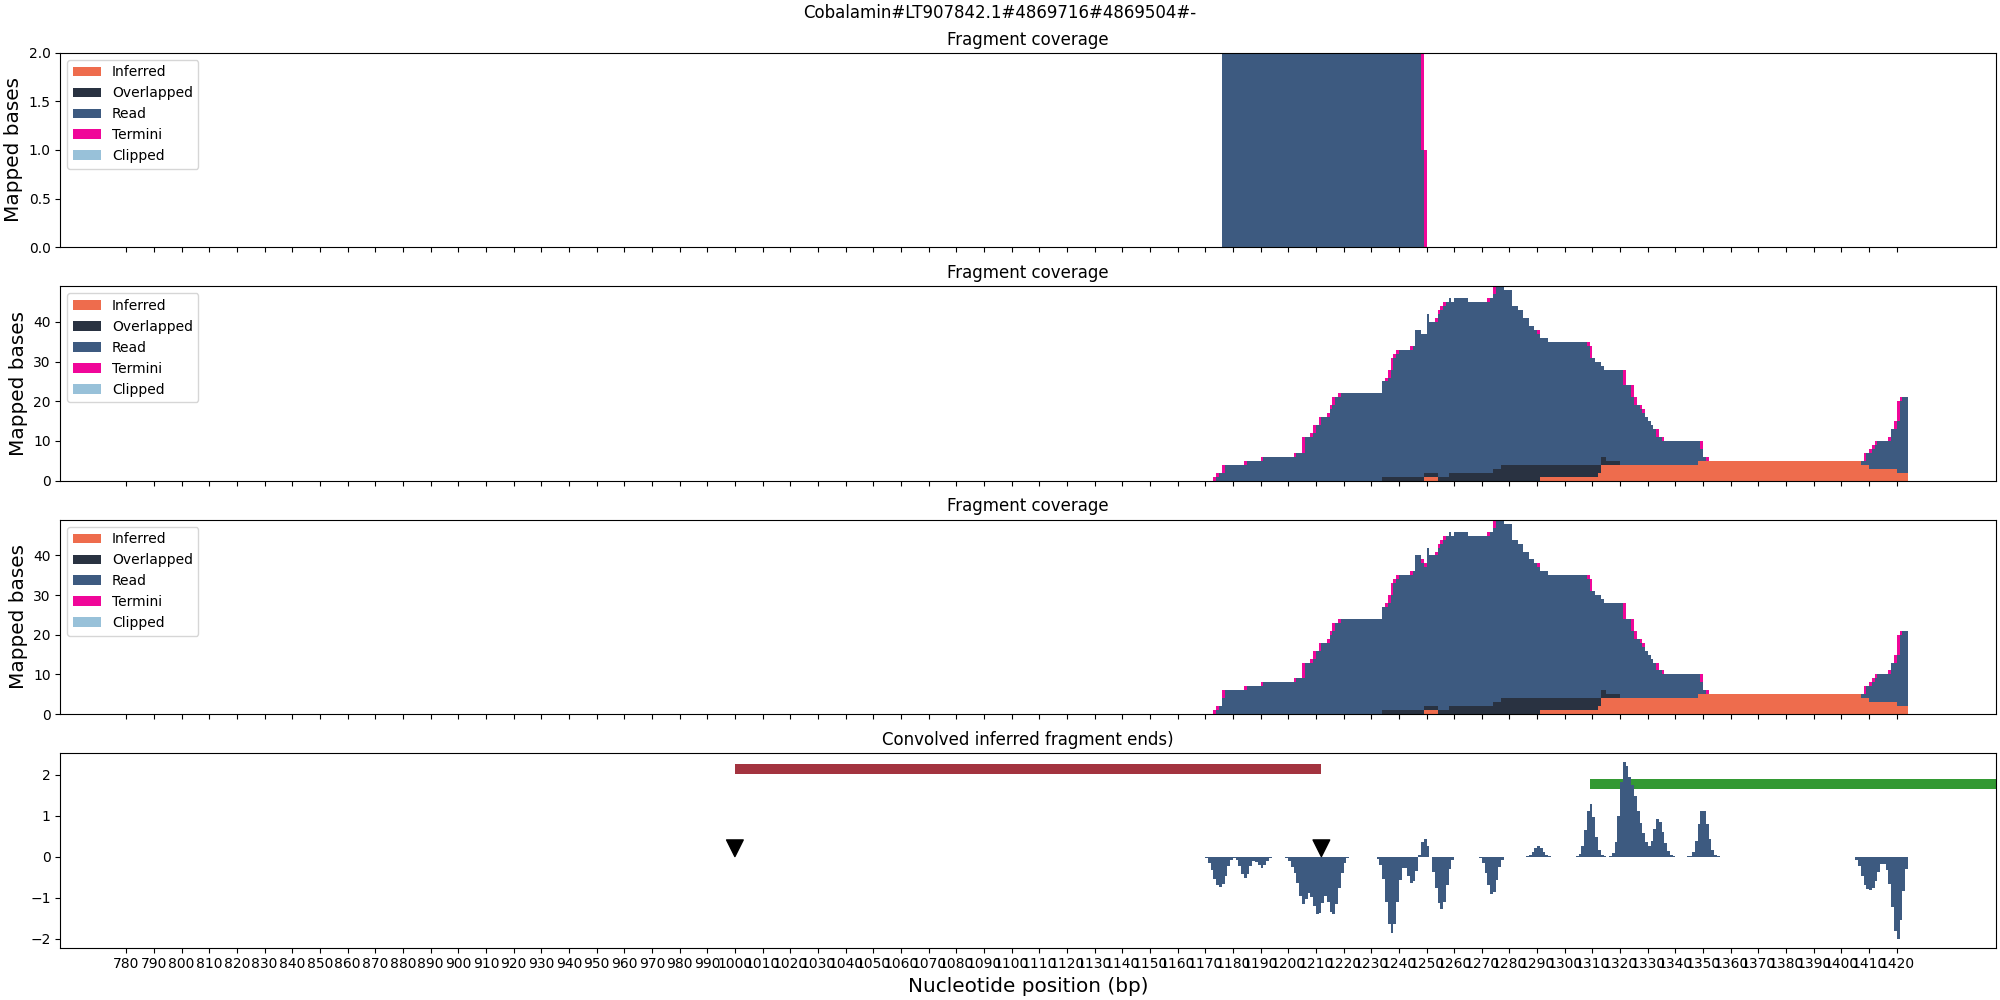 Cobalamin#LT907842.1#4869716#4869504#-
Fragment coverage
Mapped bases
2.0
1.5
1.0
0.5
0.0
Inferred
Overlapped
Read
Termini
Clipped
Fragment coverage
Mapped bases
40
30
20
10
0
Inferred
Overlapped
Read
Termini
Clipped
Fragment coverage
Mapped bases
40
30
20
10
0
Inferred
Overlapped
Read
Termini
Clipped
Convolved inferred fragment ends)
2
1
0
−1
−2
780 790 800 810 820 830 840 850 860 870 880 890 900 910 920 930 940 950 960 970 980 990 1000 1010 1020 1030 1040 1050 1060 1070 1080 1090 1100 1110 1120 1130 1140 1150 1160 1170 1180 1190 1200 1210 1220 1230 1240 1250 1260 1270 1280 1290 1300 1310 1320 1330 1340 1350 1360 1370 1380 1390 1400 1410 1420
Nucleotide position (bp)